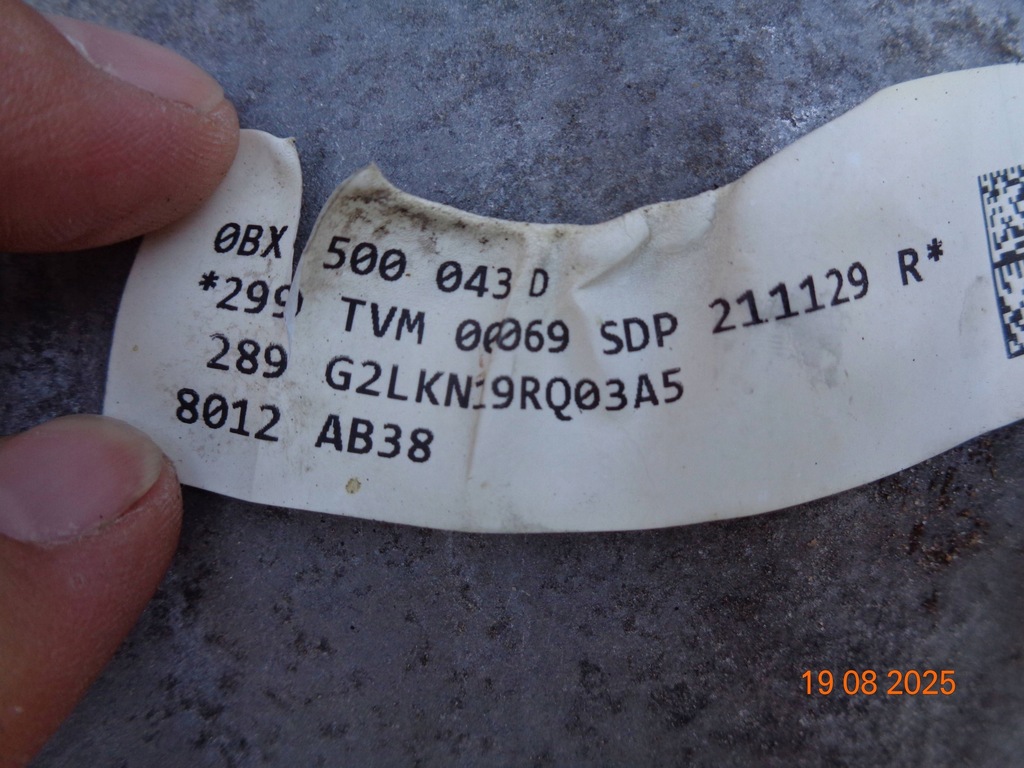 0BX 500 043 D
*299 TVM 00069 SDP 211129 R*
289 G2LKN19RQ03A5
8012 AB38
19 08 2025